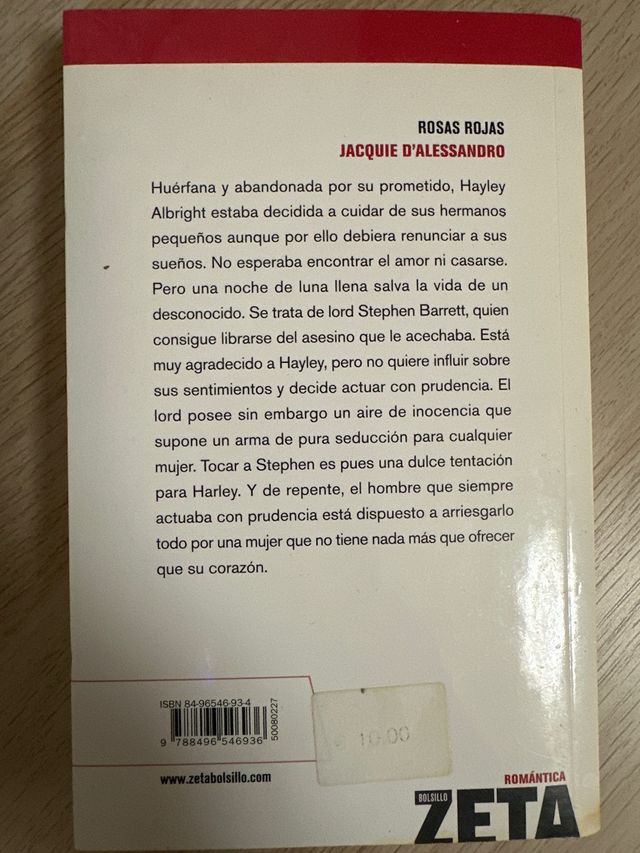 ROSAS ROJAS
JACQUIE D'ALESSANDRO
Huérfana y abandonada por su prometido, Hayley
Albright estaba decidida a cuidar de sus hermanos
pequeños aunque por ello debiera renunciar a sus
sueños. No esperaba encontrar el amor ni casarse.
Pero una noche de luna llena salva la vida de un
desconocido. Se trata de lord Stephen Barrett, quien
consigue librarse del asesino que le acechaba. Está
muy agradecido a Hayley, pero no quiere influir sobre
sus sentimientos y decide actuar con prudencia. El
lord posee sin embargo un aire de inocencia que
supone un arma de pura seducción para cualquier
mujer. Tocar a Stephen es pues una dulce tentación
para Harley. Y de repente, el hombre que siempre
actuaba con prudencia está dispuesto a arriesgarlo
todo por una mujer que no tiene nada más que ofrecer
que su corazón.
ISBN 84-96546-93-4
50080227
9 788496 546936
10.00
www.zetabolsillo.com
ROMÁNTICA
BOLSILLO
ZETA